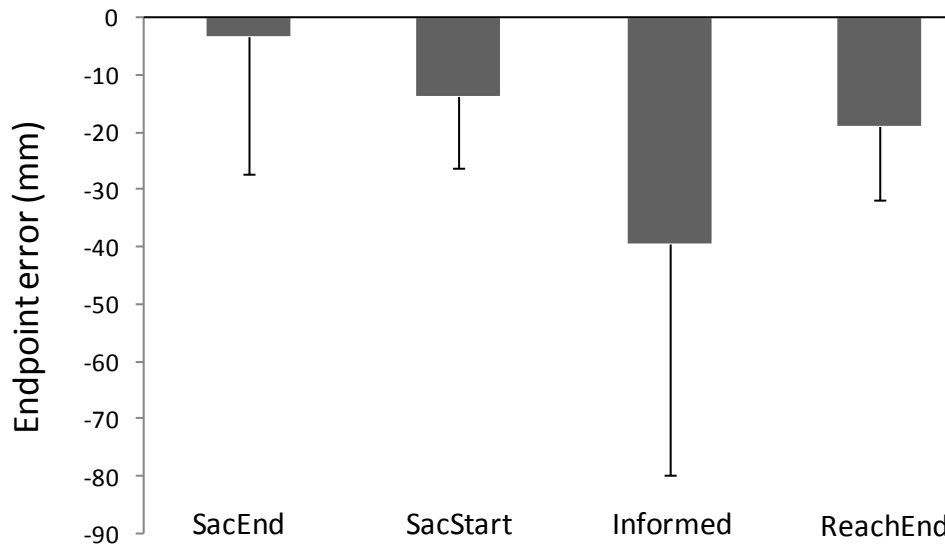 Endpoint error (mm)
0
-10
-20
-30
-40
-50
-60
-70
-80
-90
SacEnd
SacStart
Informed
ReachEnd